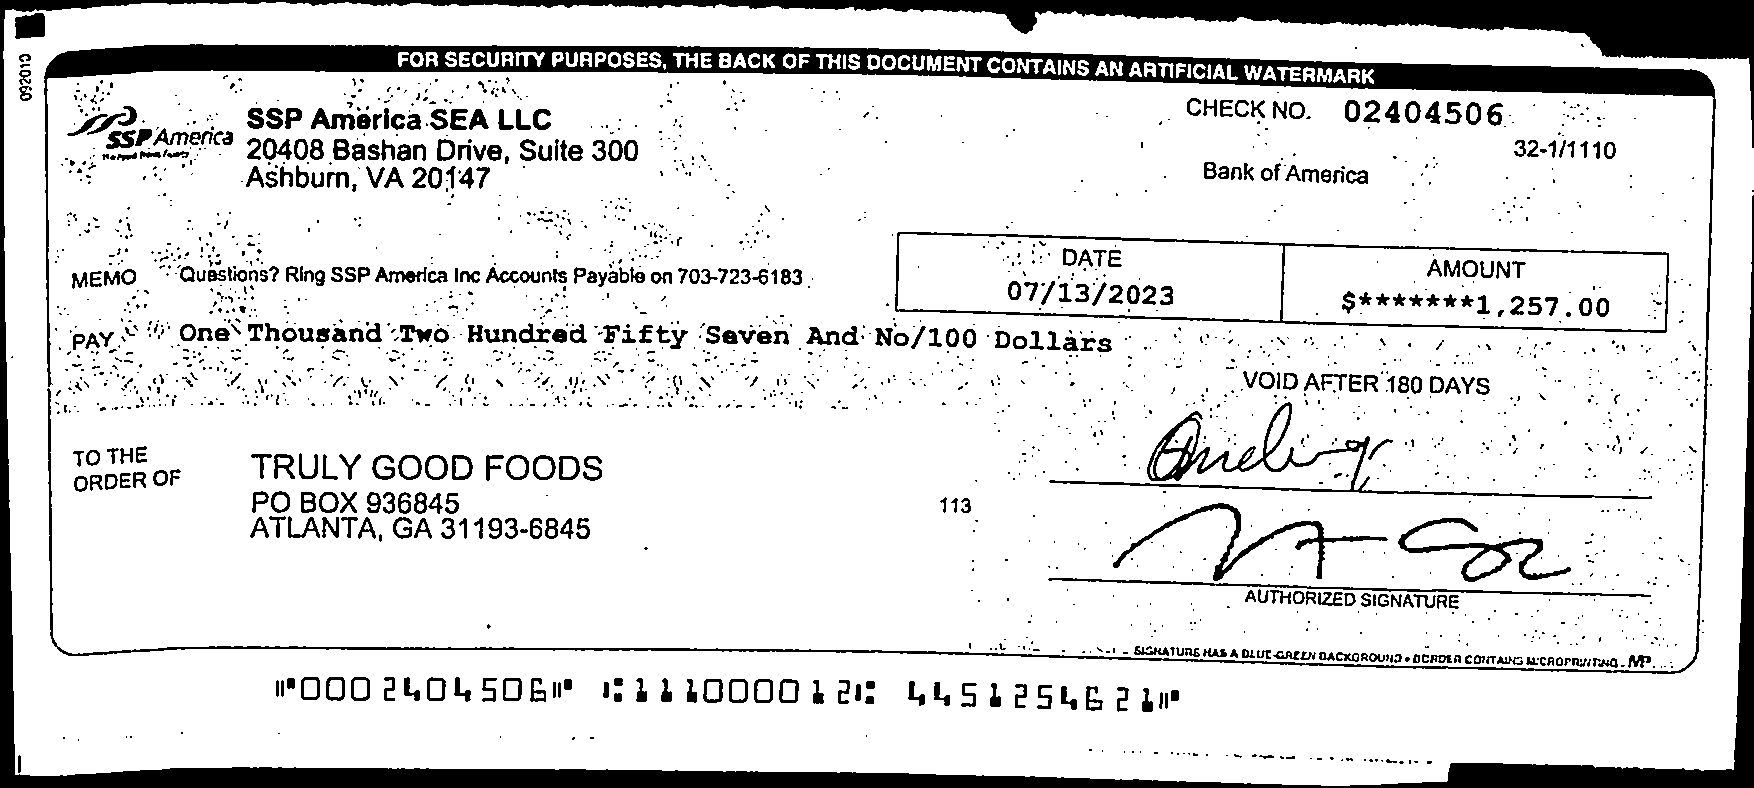 092010
FOR SECURITY PURPOSES, THE BACK OF THIS DOCUMENT CONTAINS AN ARTIFICIAL WATERMARK
SSP America
SSP America SEA LLC
20408 Bashan Drive, Suite 300
Ashburn, VA 20147
CHECK NO. 02404506
32-1/1110
Bank of America
MEMO Questions? Ring SSP America Inc Accounts Payable on 703-723-6183
DATE
07/13/2023
AMOUNT
$*******1,257.00
PAY One Thousand Two Hundred Fifty Seven And No/100 Dollars
VOID AFTER 180 DAYS
TO THE
ORDER OF
TRULY GOOD FOODS
PO BOX 936845
ATLANTA, GA 31193-6845
113
AUTHORIZED SIGNATURE
SIGNATURE HAS A BLUE-GREEN BACKGROUND • BORDER CONTAINS MICROPRINTING MP
⑈0002404506⑈ ⑆111000012⑆ 4451254621⑈